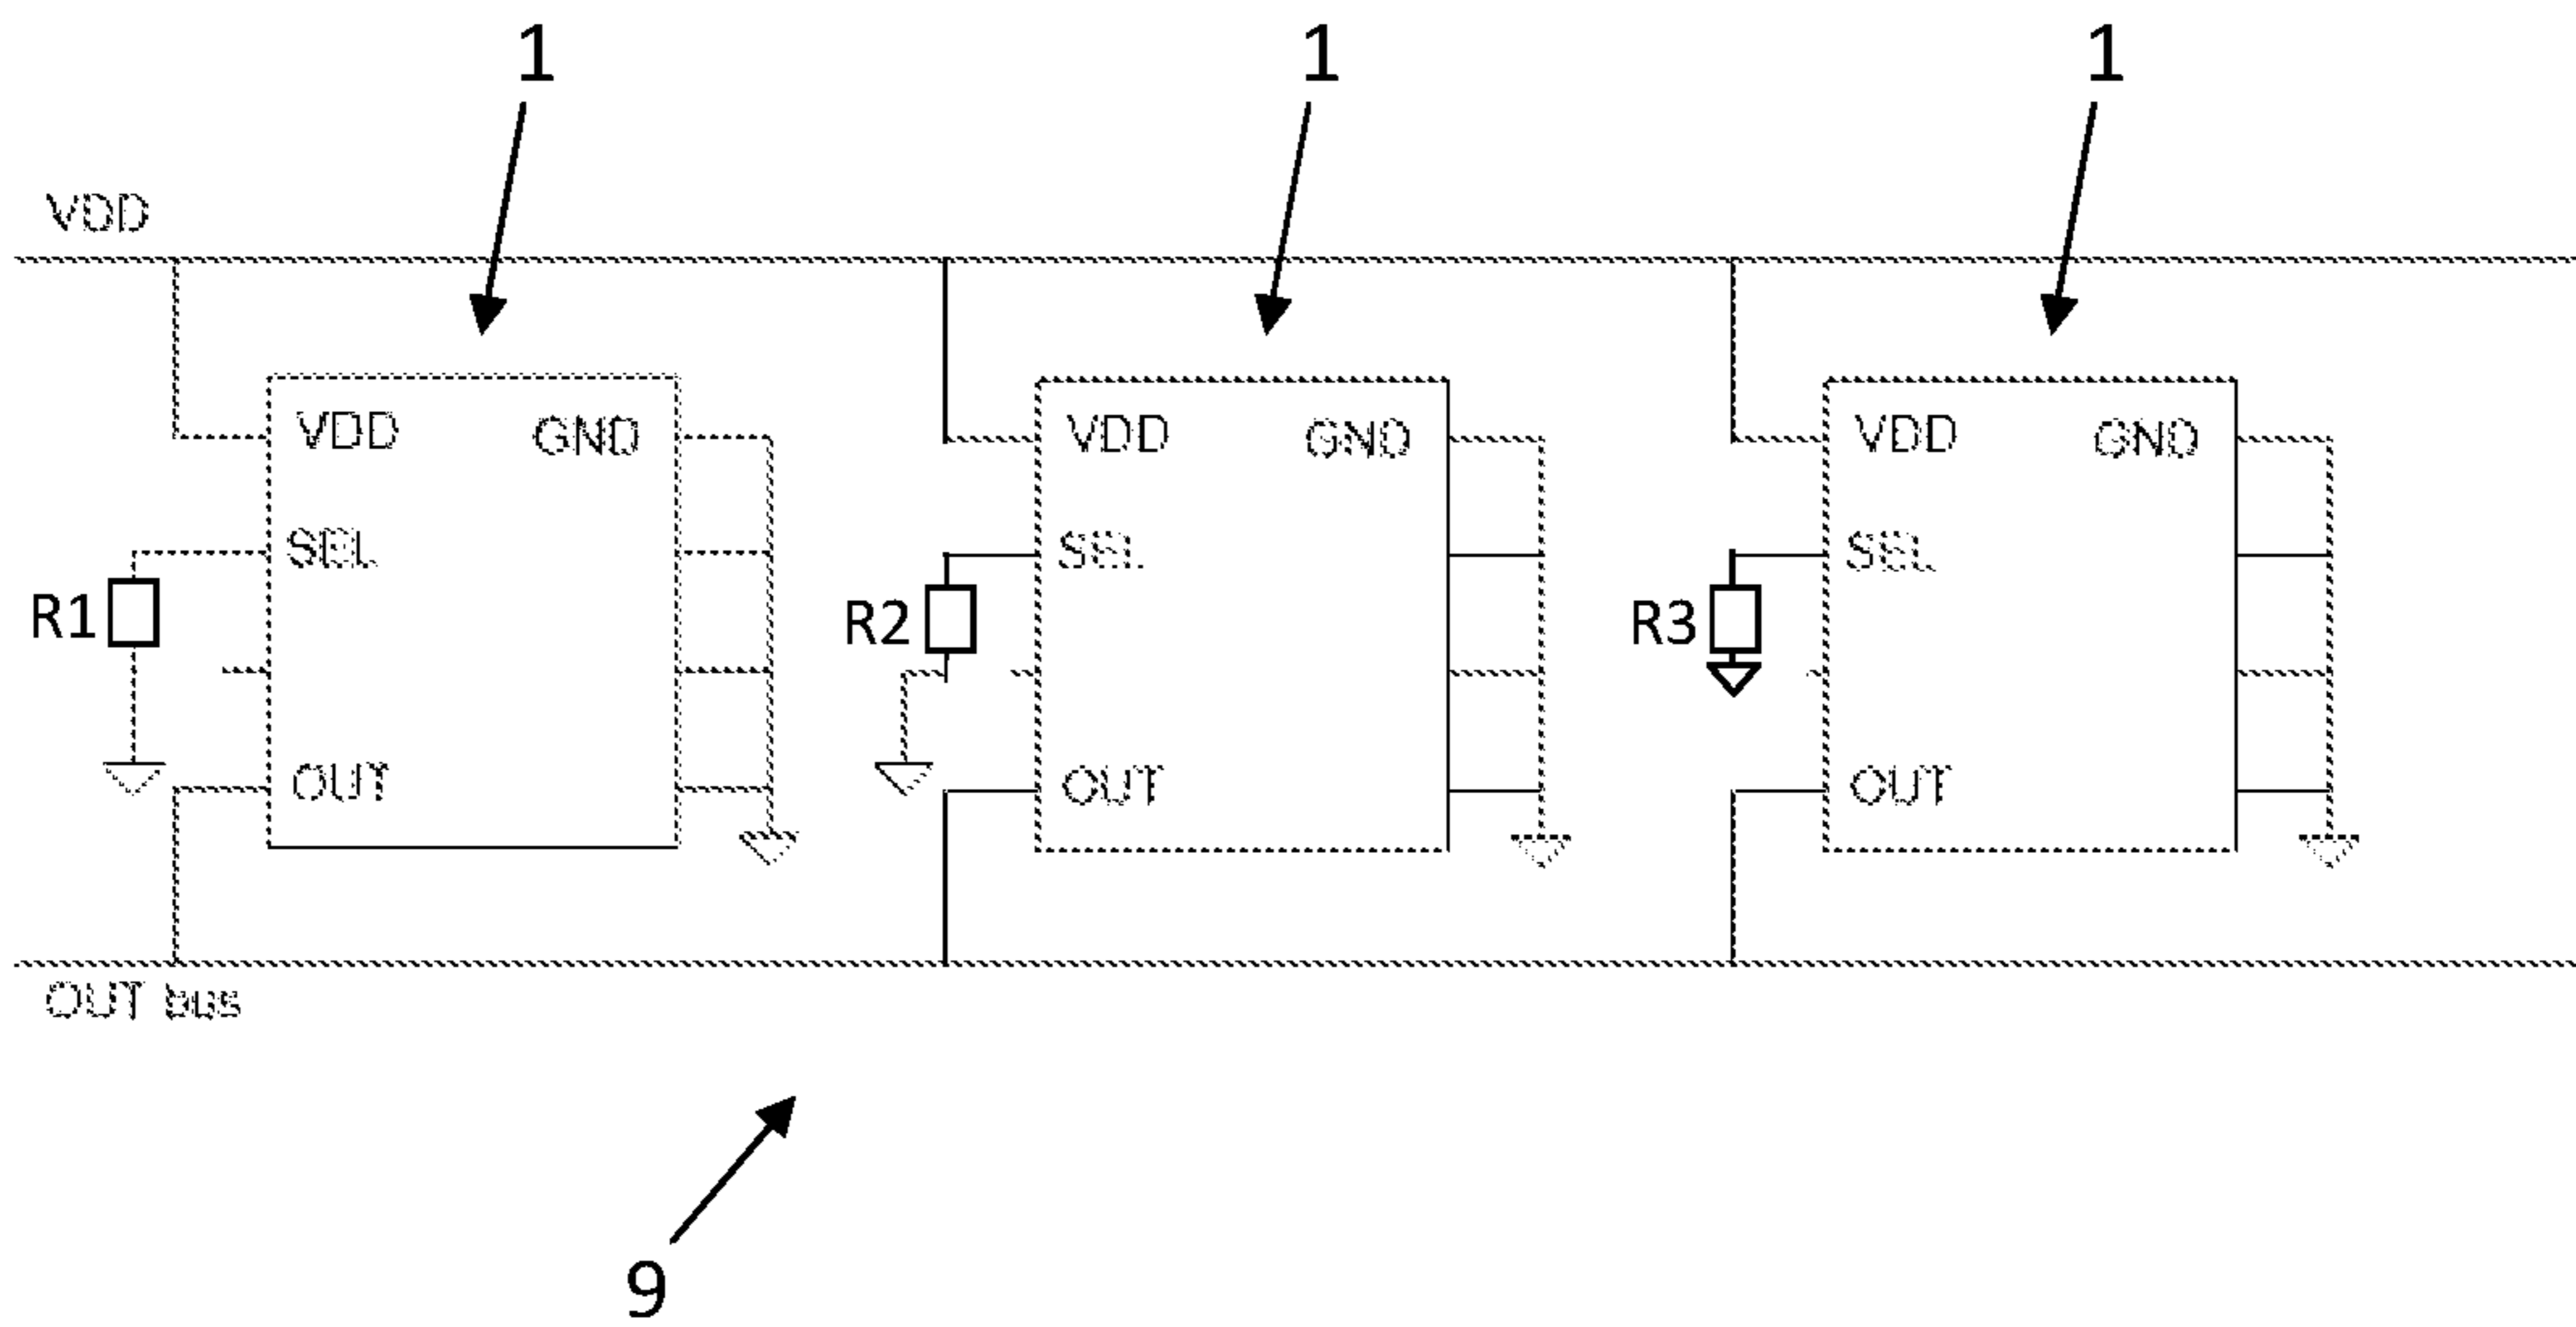 1 1 1
VDD
VDD GND VDD GND VDD GND
SEL SEL SEL
R1 R2 R3
OUT OUT OUT
OUT bus
9